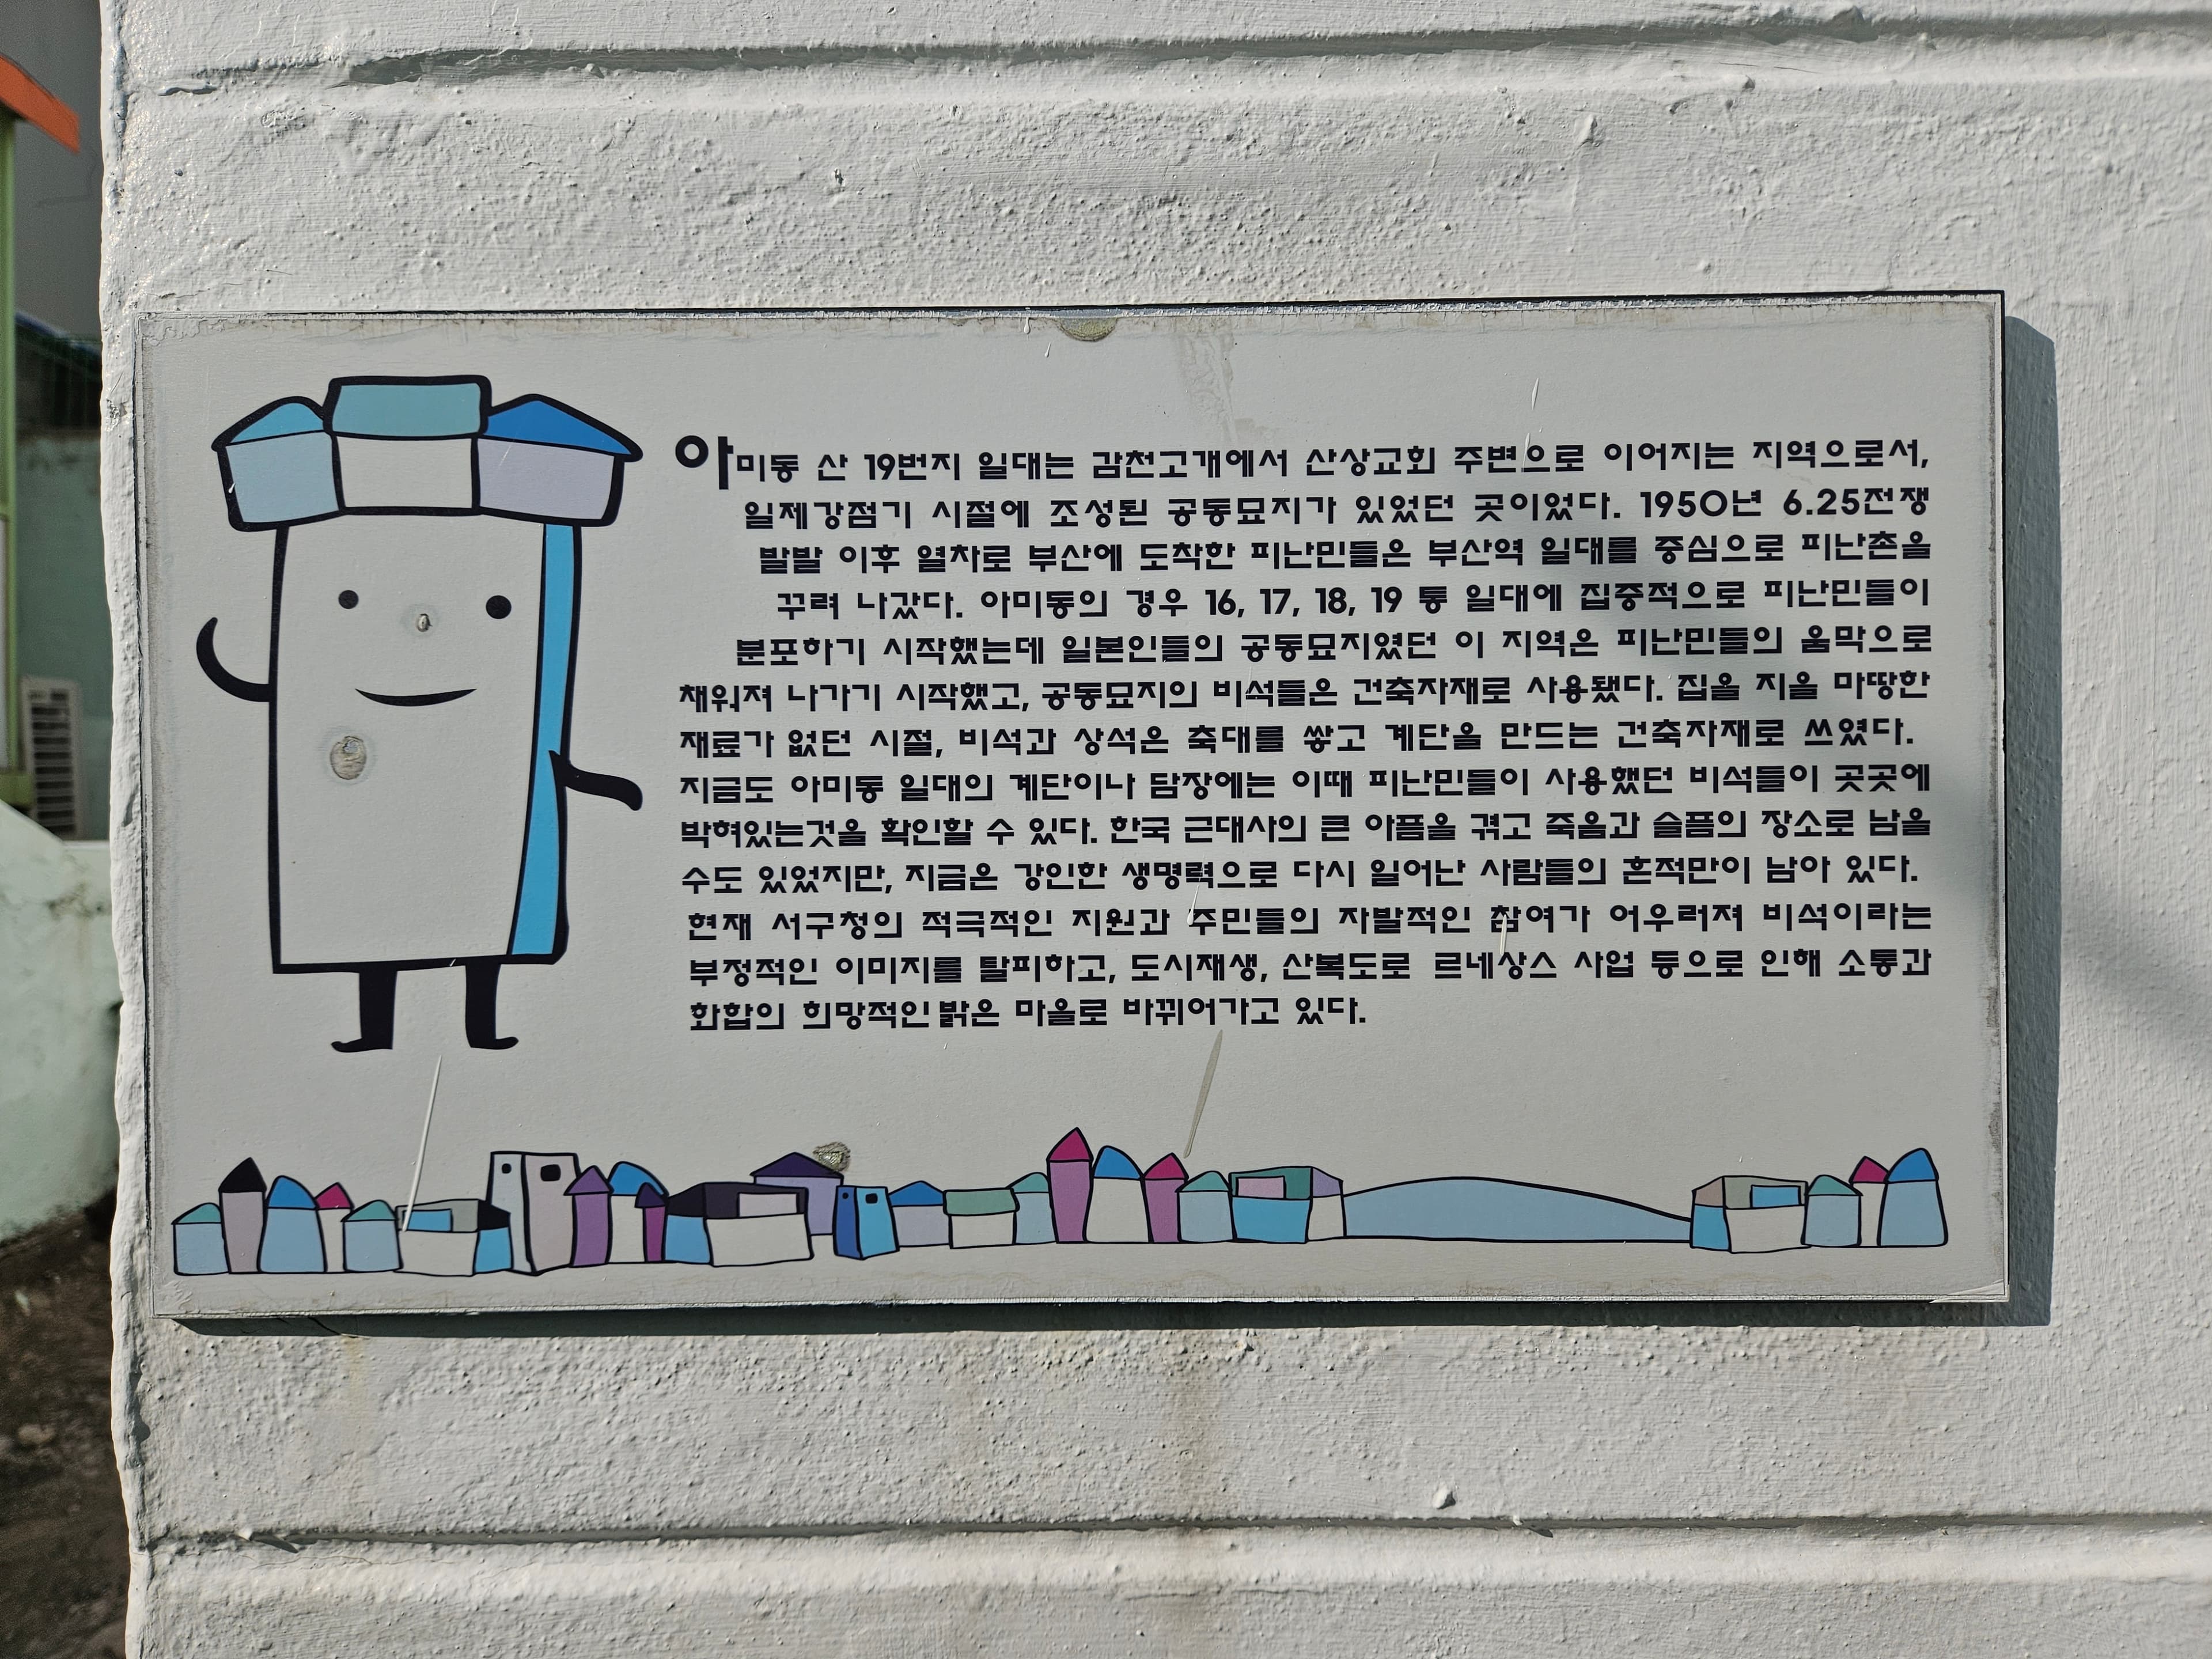 아미동 산 19번지 일대는 감천고개에서 산상교회 주변으로 이어지는 지역으로서,
일제강점기 시절에 조성된 공동묘지가 있었던 곳이었다. 1950년 6.25전쟁
발발 이후 열차로 부산에 도착한 피난민들은 부산역 일대를 중심으로 피난촌을
꾸려 나갔다. 아미동의 경우 16, 17, 18, 19 통 일대에 집중적으로 피난민들이
분포하기 시작했는데 일본인들의 공동묘지였던 이 지역은 피난민들의 움막으로
채워져 나가기 시작했고, 공동묘지의 비석들은 건축자재로 사용됐다. 집을 지을 마땅한
재료가 없던 시절, 비석과 상석은 축대를 쌓고 계단을 만드는 건축자재로 쓰였다.
지금도 아미동 일대의 계단이나 담장에는 이때 피난민들이 사용했던 비석들이 곳곳에
박혀있는것을 확인할 수 있다. 한국 근대사의 큰 아픔을 겪고 죽음과 슬픔의 장소로 남을
수도 있었지만, 지금은 강인한 생명력으로 다시 일어난 사람들의 흔적만이 남아 있다.
현재 서구청의 적극적인 지원과 주민들의 자발적인 참여가 어우러져 비석이라는
부정적인 이미지를 탈피하고, 도시재생, 산복도로 르네상스 사업 등으로 인해 소통과
화합의 희망적인 밝은 마을로 바뀌어가고 있다.